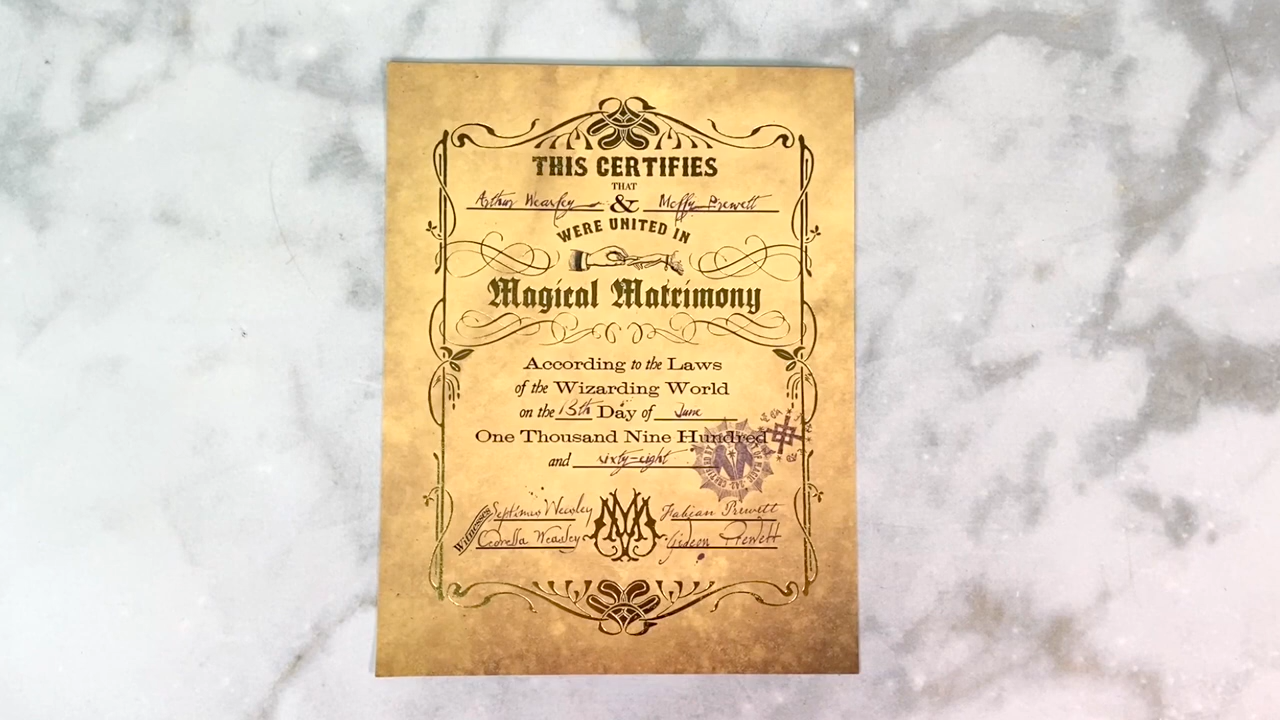 THIS CERTIFIES
THAT
Arthur Weasley & Molly Prewett
WERE UNITED IN
Magical Matrimony
According to the Laws
of the Wizarding World
on the 13th Day of June
One Thousand Nine Hundred
and sixty-eight
Witnesses
Septimus Weasley Fabian Prewett
Cedrella Weasley Gideon Prewett